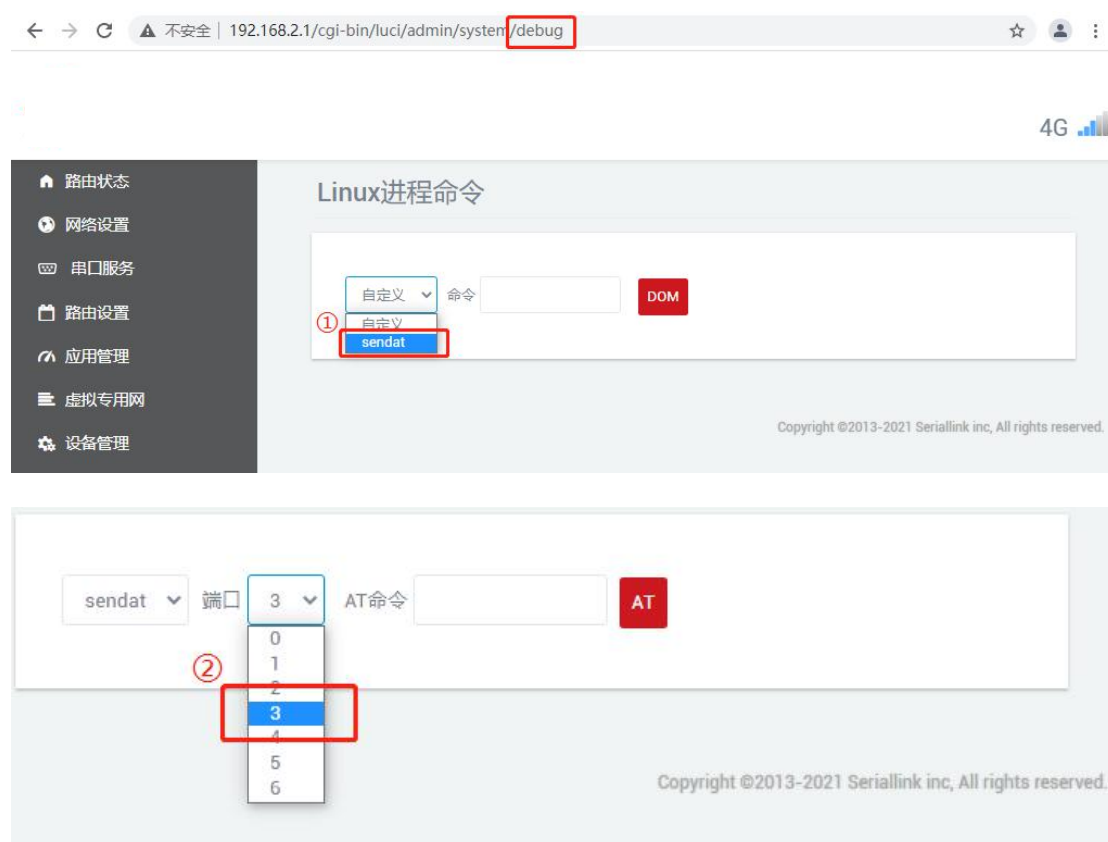 不安全 | 192.168.2.1/cgi-bin/luci/admin/system/debug
4G
路由状态
网络设置
串口服务
路由设置
应用管理
虚拟专用网
设备管理
Linux进程命令
自定义 命令 DOM
① 自定义
sendat
Copyright ©2013-2021 Seriallink inc, All rights reserved.
sendat 端口 3 AT命令 AT
0
1
②
2
3
4
5
6
Copyright ©2013-2021 Seriallink inc, All rights reserved.